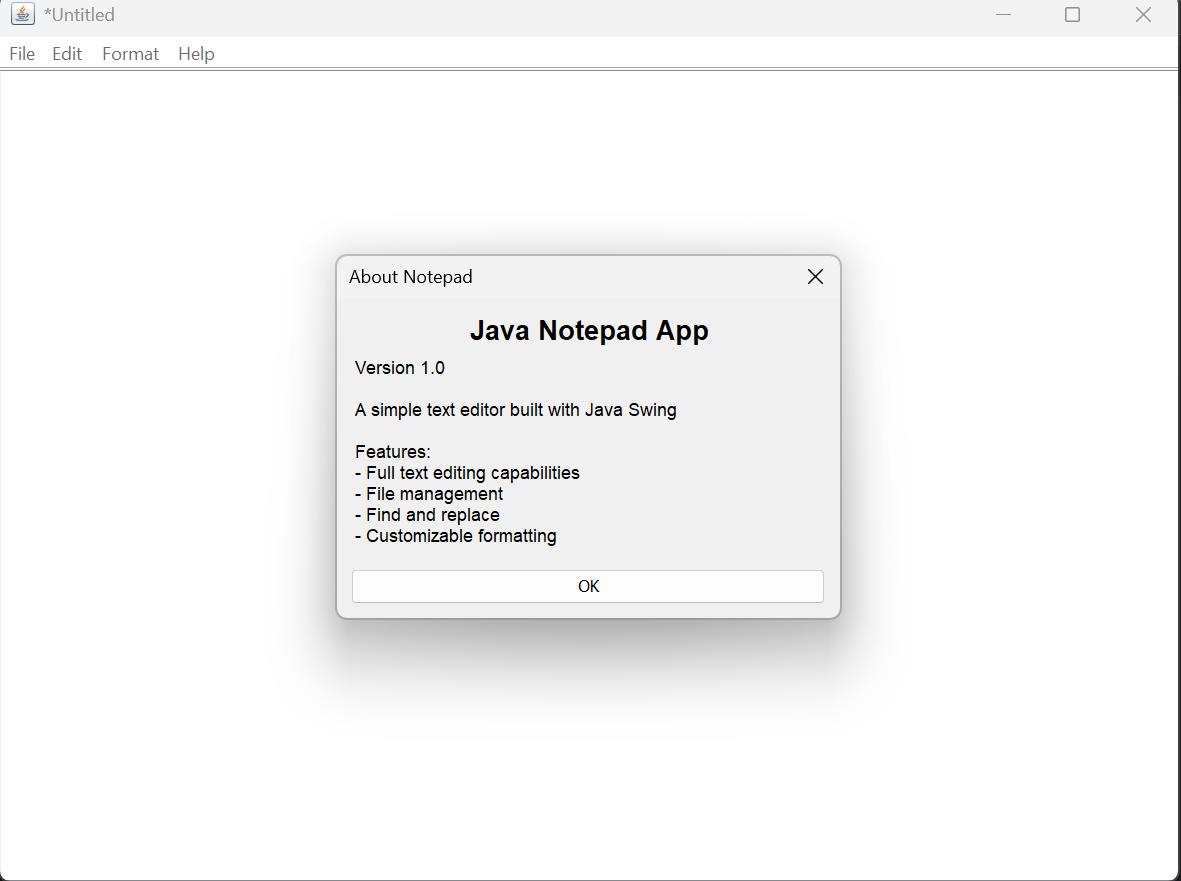 *Untitled
File Edit Format Help
About Notepad
Java Notepad App
Version 1.0
A simple text editor built with Java Swing
Features:
- Full text editing capabilities
- File management
- Find and replace
- Customizable formatting
OK